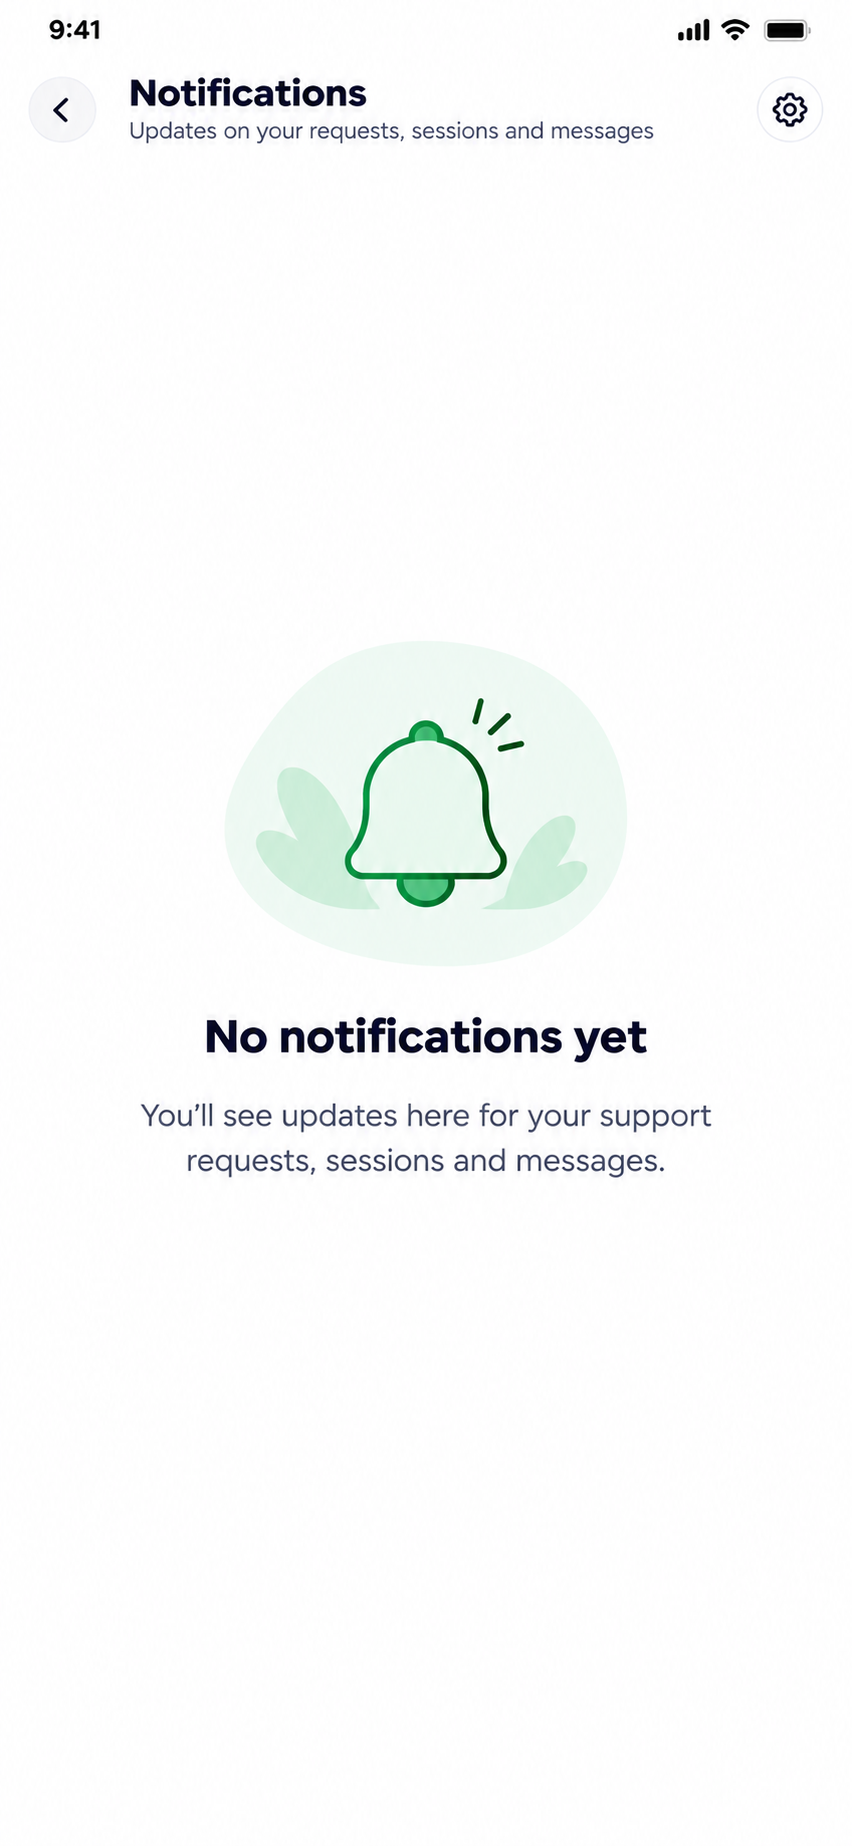 9:41
Notifications
Updates on your requests, sessions and messages
No notifications yet
You’ll see updates here for your support
requests, sessions and messages.